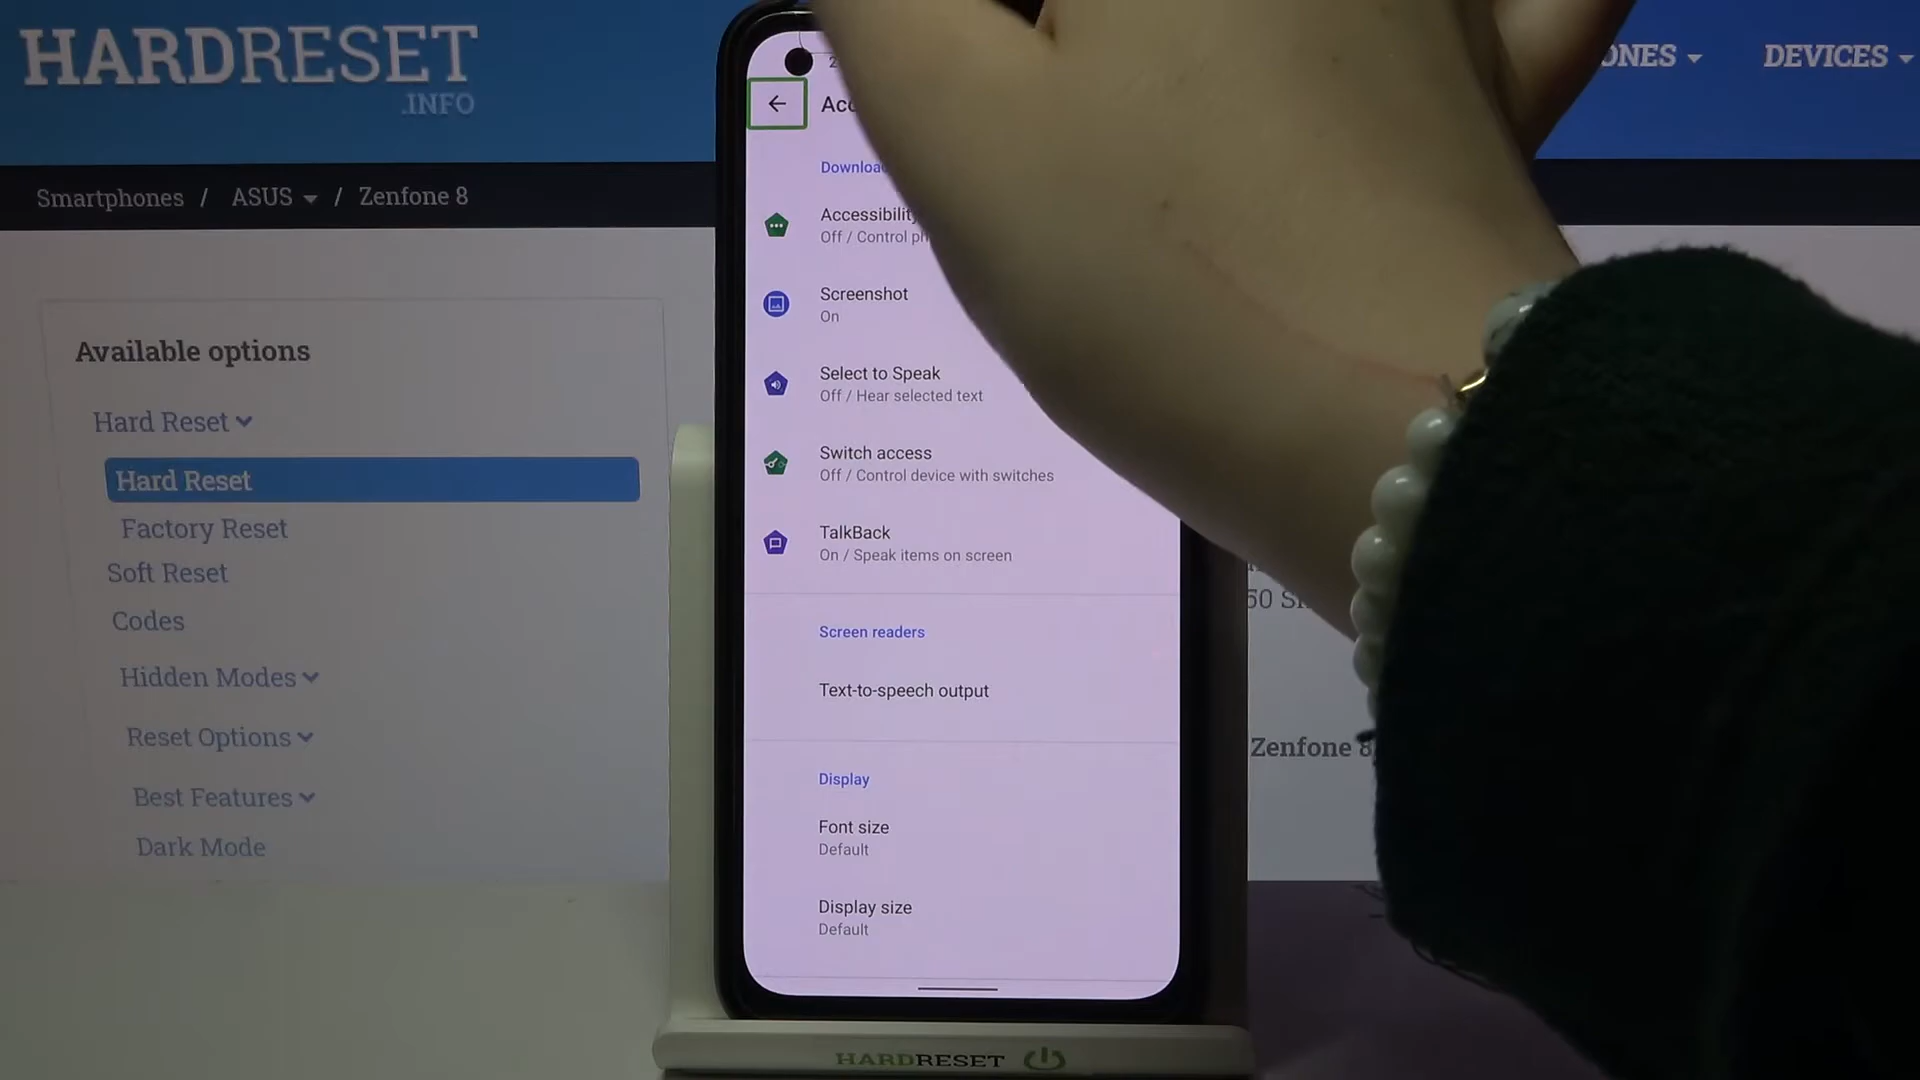 HARDRESET
.INFO
DEVICES
Smartphones / ASUS / Zenfone 8
Available options
Hard Reset
Hard Reset
Factory Reset
Soft Reset
Codes
Hidden Modes
Reset Options
Best Features
Dark Mode
Off / Control
Screenshot
On
Select to Speak
Off / Hear selected text
Switch access
Off / Control device with switches
TalkBack
On / Speak items on screen
Screen readers
Text-to-speech output
Display
Font size
Default
Display size
Default
Accessibility
Zenfone 8
HARDRESET